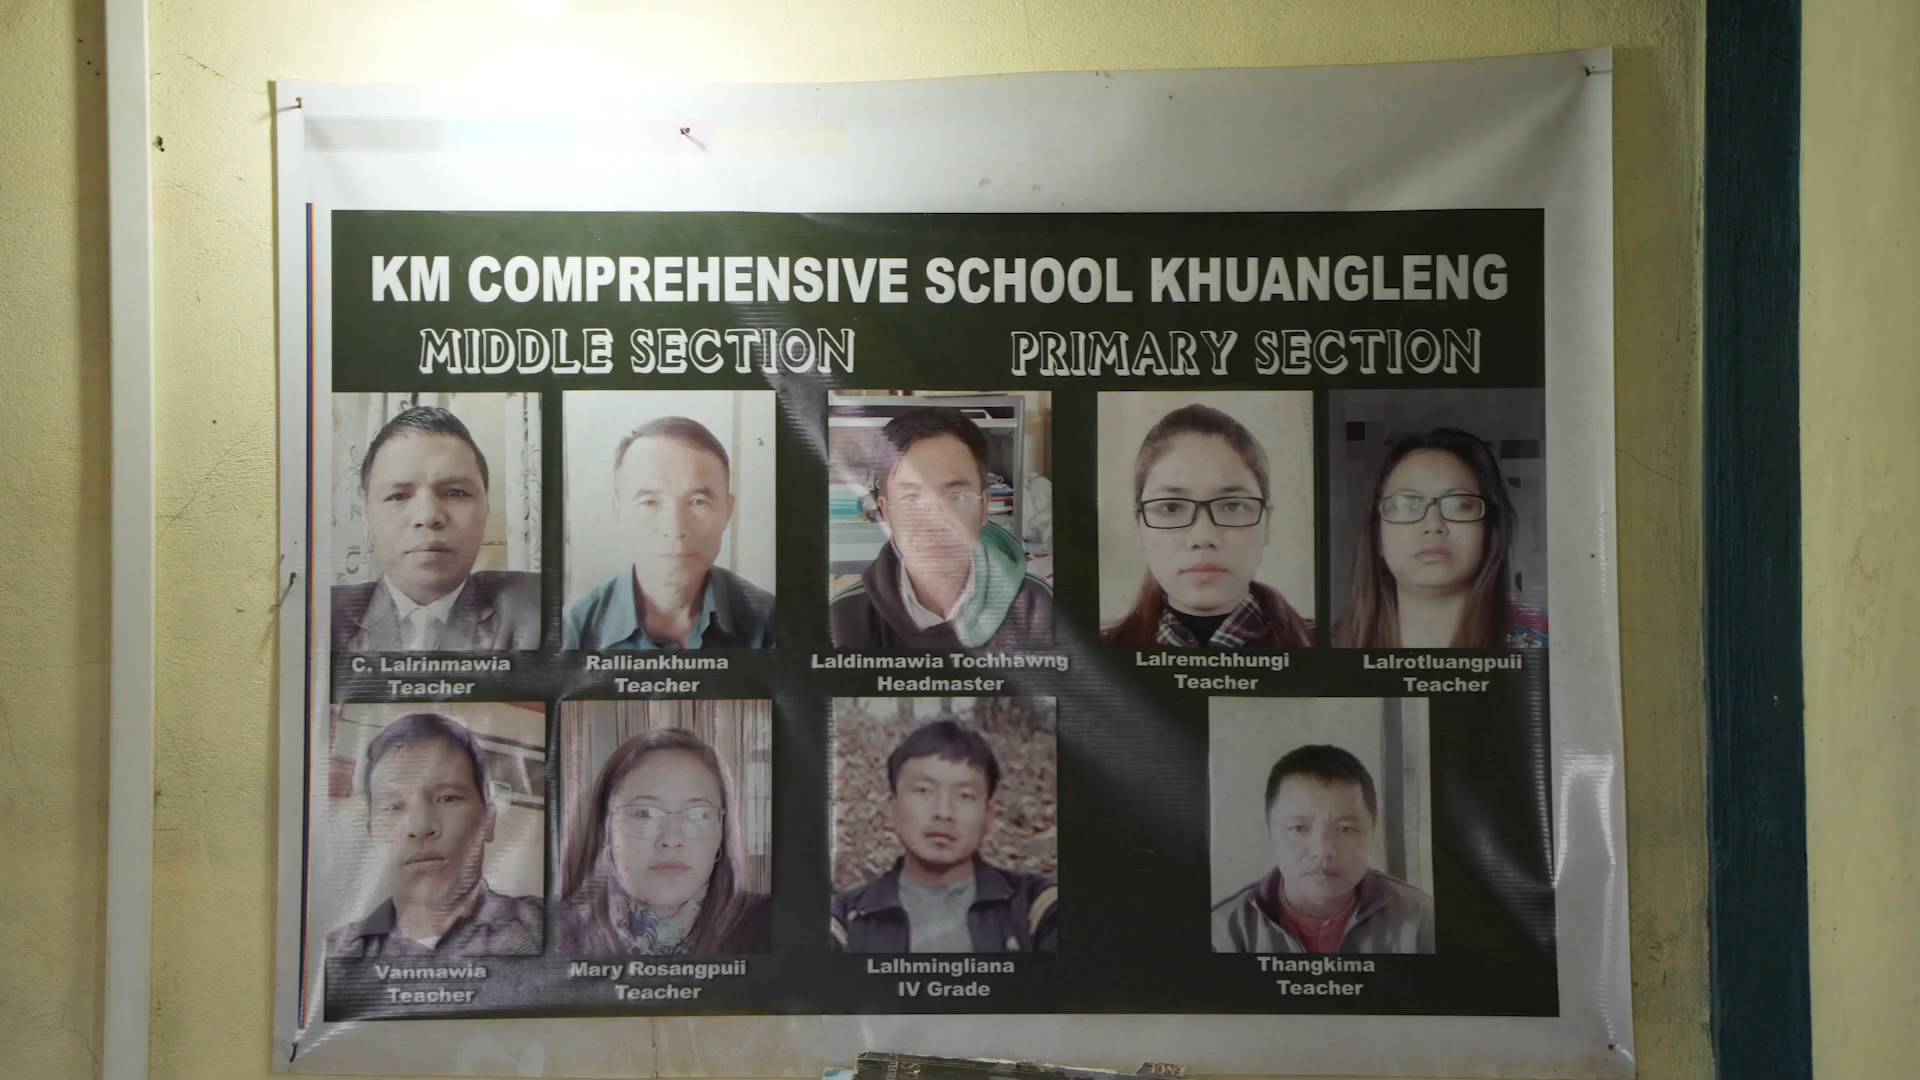 KM COMPREHENSIVE SCHOOL KHUANGLENG
MIDDLE SECTION
PRIMARY SECTION
C. Lalrinmawia
Teacher
Ralliankhuma
Teacher
Laldinmawia Tochhawng
Headmaster
Lalremchhungi
Teacher
Lalrotluangpuii
Teacher
Vanmawia
Teacher
Mary Rosangpuii
Teacher
Lalhmingliana
IV Grade
Thangkima
Teacher